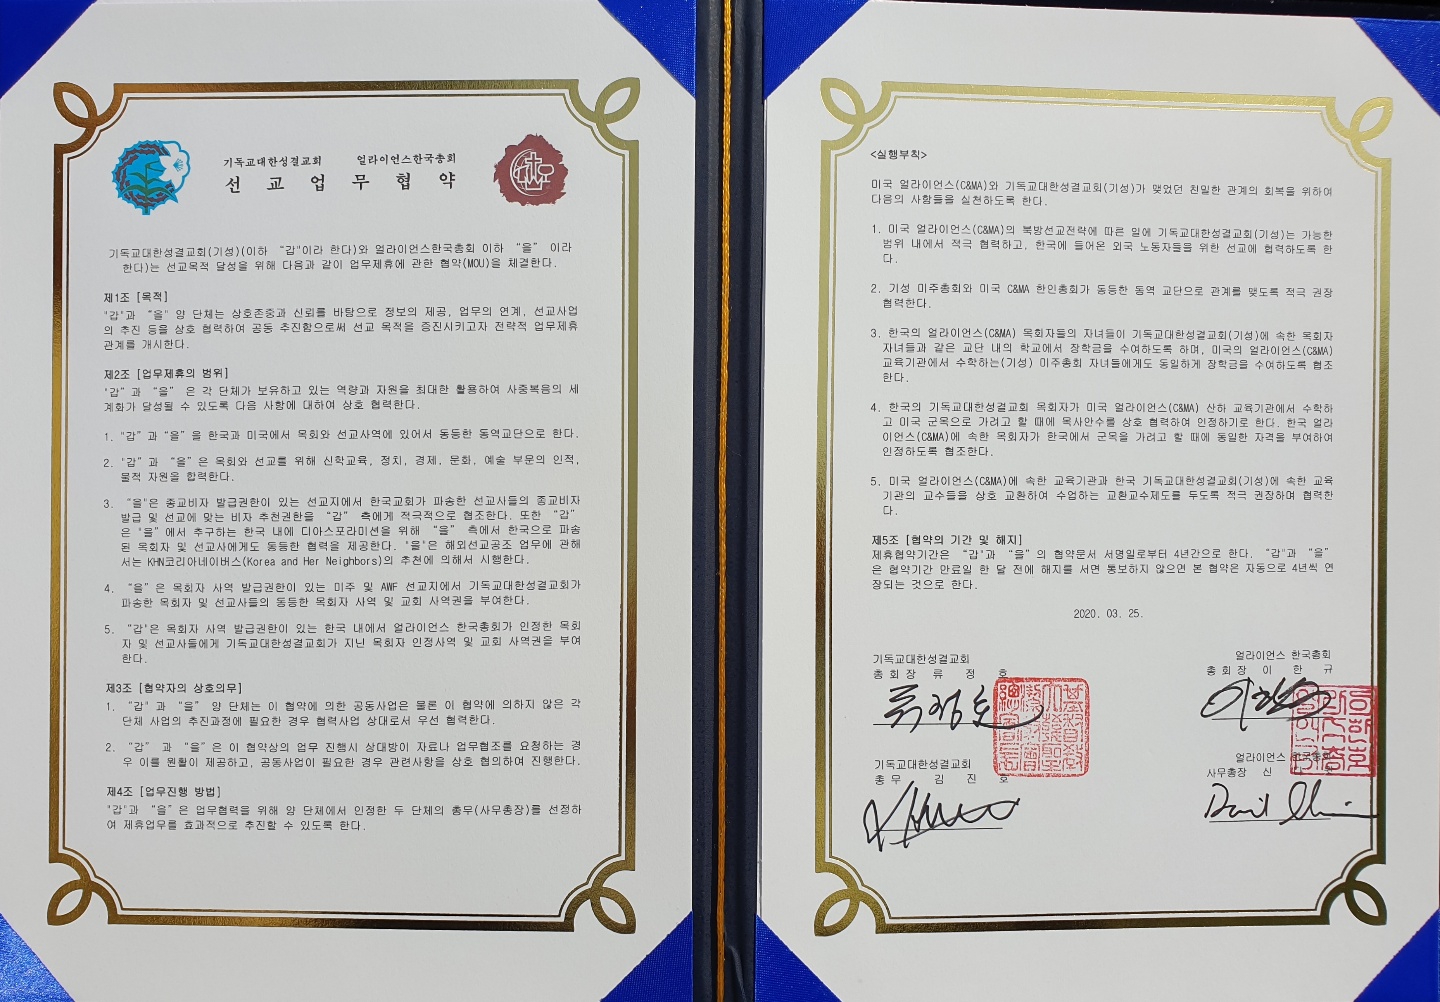 기독교대한성결교회 얼라이언스한국총회
선 교 업 무 협 약
기독교대한성결교회(기성)(이하 “갑"이라 한다)와 얼라이언스한국총회 이하 “을” 이라
한다)는 선교목적 달성을 위해 다음과 같이 업무제휴에 관한 협약(MOU)을 체결한다.
제1조 [목적]
"갑"과 “을" 양 단체는 상호존중과 신뢰를 바탕으로 정보의 제공, 업무의 연계, 선교사업
의 추진 등을 상호 협력하여 공동 추진함으로써 선교 목적을 증진시키고자 전략적 업무제휴
관계를 개시한다.
제2조 [업무제휴의 범위]
"갑”과 “을” 은 각 단체가 보유하고 있는 역량과 자원을 최대한 활용하여 사중복음의 세
계화가 달성될 수 있도록 다음 사항에 대하여 상호 협력한다.
1. "갑”과 “을”을 한국과 미국에서 목회와 선교사역에 있어서 동등한 동역교단으로 한다.
2. "갑”과 “을”은 목회와 선교를 위해 신학교육, 정치, 경제, 문화, 예술 부문의 인적,
물적 자원을 합력한다.
3. “을"은 종교비자 발급권한이 있는 선교지에서 한국교회가 파송한 선교사들의 종교비자
발급 및 선교에 맞는 비자 추천권한을 “갑” 측에게 적극적으로 협조한다. 또한 “갑”
은 "을”에서 추구하는 한국 내에 디아스포라미션을 위해 “을” 측에서 한국으로 파송
된 목회자 및 선교사에게도 동등한 협력을 제공한다. "을"은 해외선교공조 업무에 관해
서는 KHN코리아네이버스(Korea and Her Neighbors)의 추천에 의해서 시행한다.
4. “을”은 목회자 사역 발급권한이 있는 미주 및 AWF 선교지에서 기독교대한성결교회가
파송한 목회자 및 선교사들의 동등한 목회자 사역 및 교회 사역권을 부여한다.
5. “갑"은 목회자 사역 발급권한이 있는 한국 내에서 얼라이언스 한국총회가 인정한 목회
자 및 선교사들에게 기독교대한성결교회가 지닌 목회자 인정사역 및 교회 사역권을 부여
한다.
제3조 [협약자의 상호의무]
1. “갑" 과 “을” 양 단체는 이 협약에 의한 공동사업은 물론 이 협약에 의하지 않은 각
단체 사업의 추진과정에 필요한 경우 협력사업 상대로서 우선 협력한다.
2. “갑” 과 “을”은 이 협약상의 업무 진행시 상대방이 자료나 업무협조를 요청하는 경
우 이를 원활이 제공하고, 공동사업이 필요한 경우 관련사항을 상호 협의하여 진행한다.
제4조 [업무진행 방법]
"갑"과 “을”은 업무협력을 위해 양 단체에서 인정한 두 단체의 총무(사무총장)를 선정하
여 제휴업무를 효과적으로 추진할 수 있도록 한다.
<실행부칙>
미국 얼라이언스(C&MA)와 기독교대한성결교회(기성)가 맺었던 친밀한 관계의 회복을 위하여
다음의 사항들을 실천하도록 한다.
1. 미국 얼라이언스(C&MA)의 북방선교전략에 따른 일에 기독교대한성결교회(기성)는 가능한
범위 내에서 적극 협력하고, 한국에 들어온 외국 노동자들을 위한 선교에 협력하도록 한
다.
2. 기성 미주총회와 미국 C&MA 한인총회가 동등한 동역 교단으로 관계를 맺도록 적극 권장
협력한다.
3. 한국의 얼라이언스(C&MA) 목회자들의 자녀들이 기독교대한성결교회(기성)에 속한 목회자
자녀들과 같은 교단 내의 학교에서 장학금을 수여하도록 하며, 미국의 얼라이언스(C&MA)
교육기관에서 수학하는(기성) 미주총회 자녀들에게도 동일하게 장학금을 수여하도록 협조
한다.
4. 한국의 기독교대한성결교회 목회자가 미국 얼라이언스(C&MA) 산하 교육기관에서 수학하
고 미국 군목으로 가려고 할 때에 목사안수를 상호 협력하여 인정하기로 한다. 한국 얼라
이언스(C&MA)에 속한 목회자가 한국에서 군목을 가려고 할 때에 동일한 자격을 부여하여
인정하도록 협조한다.
5. 미국 얼라이언스(C&MA)에 속한 교육기관과 한국 기독교대한성결교회(기성)에 속한 교육
기관의 교수들을 상호 교환하여 수업하는 교환교수제도를 두도록 적극 권장하며 협력한
다.
제5조 [협약의 기간 및 해지]
제휴협약기간은 “갑"과 “을”의 협약문서 서명일로부터 4년간으로 한다. “갑"과 “을”
은 협약기간 만료일 한 달 전에 해지를 서면 통보하지 않으면 본 협약은 자동으로 4년씩 연
장되는 것으로 한다.
2020. 03. 25.
기독교대한성결교회 얼라이언스 한국총회
총 회 장 류 정 호 총 회 장 이 한 규
류정호
기독교대한성결교회 얼라이언스 한국총회
총 무 김 진 호 사무총장 신
David